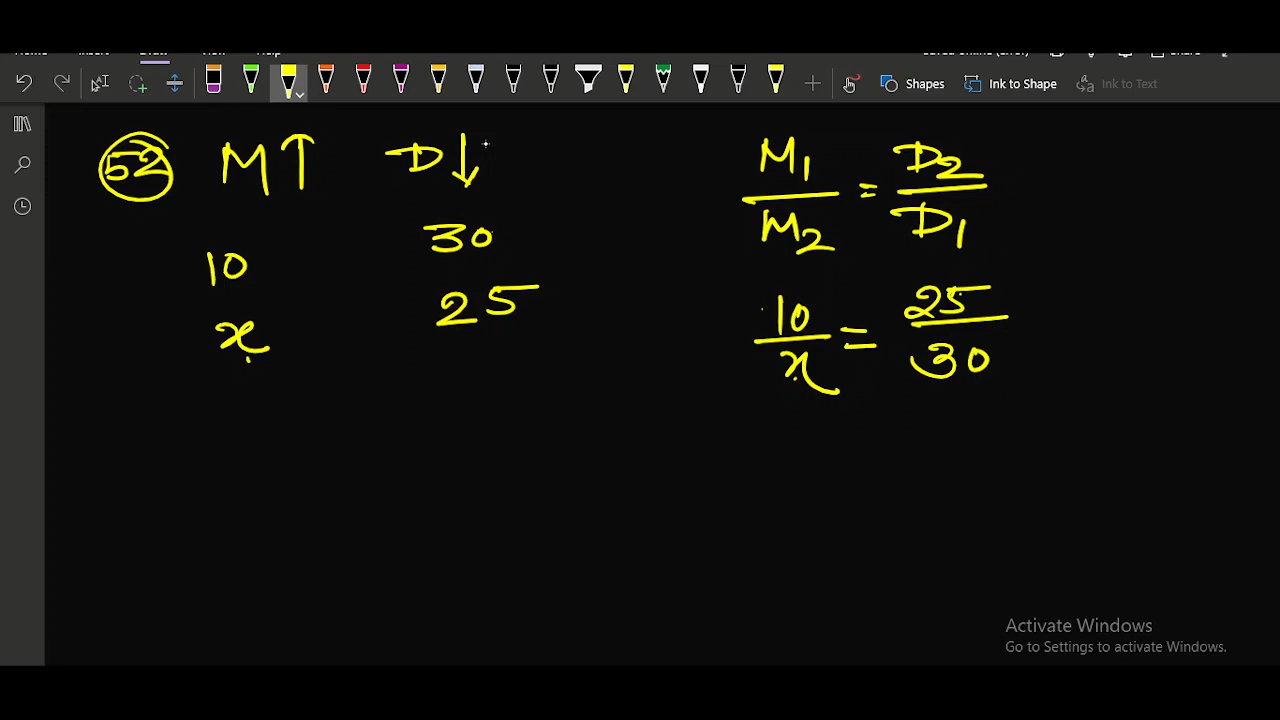 Shapes Ink to Shape Ink to Text
52 M↑ D↓
10 30
x 25
M1/M2 = D2/D1
10/x = 25/30
Activate Windows
Go to Settings to activate Windows.